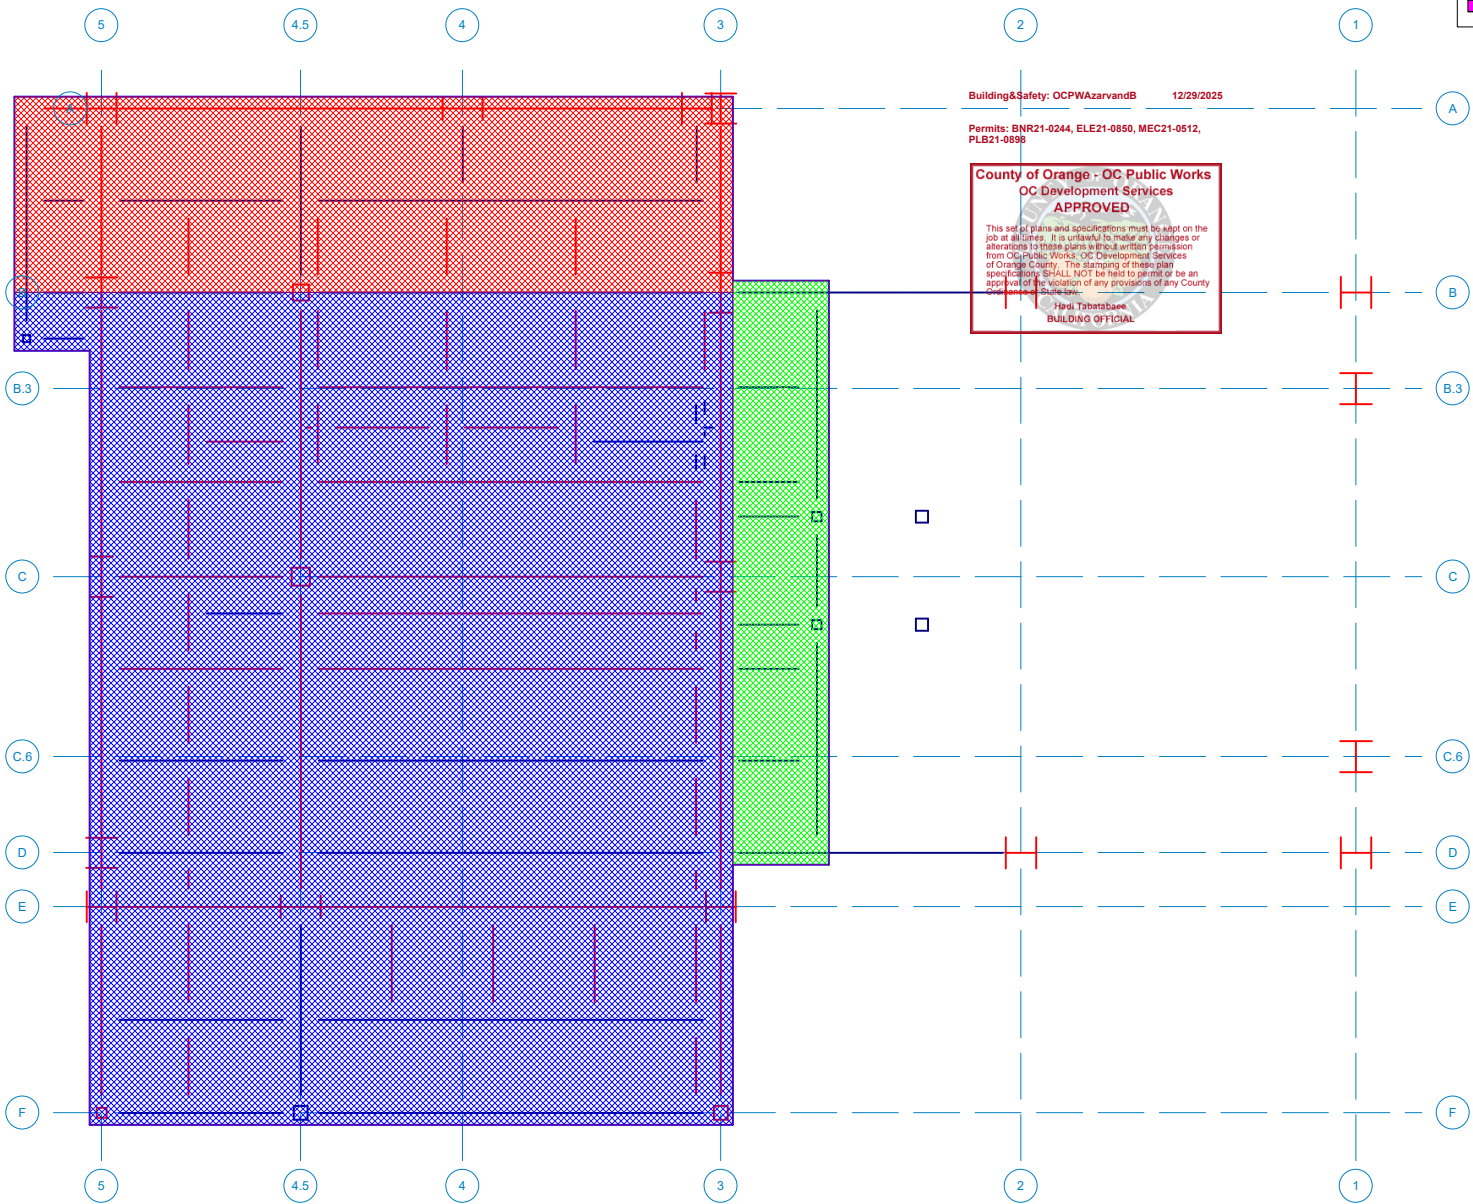 5 4.5 4 3 2 1
Building&Safety: OCPWAzarvandB 12/29/2025
A A
Permits: BNR21-0244, ELE21-0850, MEC21-0512,
PLB21-0898
County of Orange - OC Public Works
OC Development Services
APPROVED
This set of plans and specifications must be kept on the
job at all times. It is unlawful to make any changes or
alterations to these plans without written permission
from OC Public Works, OC Development Services
of Orange County. The stamping of these plan
specifications SHALL NOT be held to permit or be an
approval of the violation of any provisions of any County
Ordinance or State law.
Hadi Tabatabaee
BUILDING OFFICIAL
B B
B.3 B.3
C C
C.6 C.6
D D
E E
F F
5 4.5 4 3 2 1